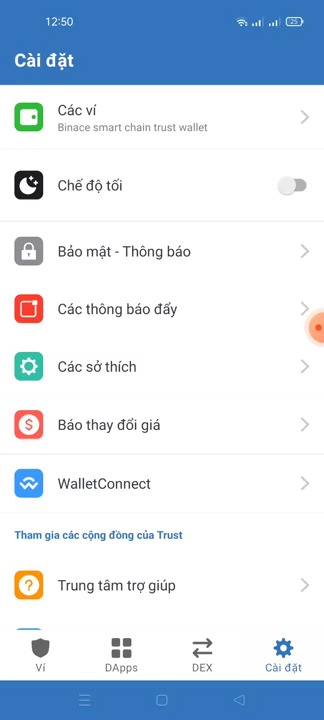 12:50
25
Cài đặt
Các ví
Binace smart chain trust wallet
Chế độ tối
Bảo mật - Thông báo
Các thông báo đẩy
Các sở thích
Báo thay đổi giá
WalletConnect
Tham gia các cộng đồng của Trust
Trung tâm trợ giúp
Ví
DApps
DEX
Cài đặt